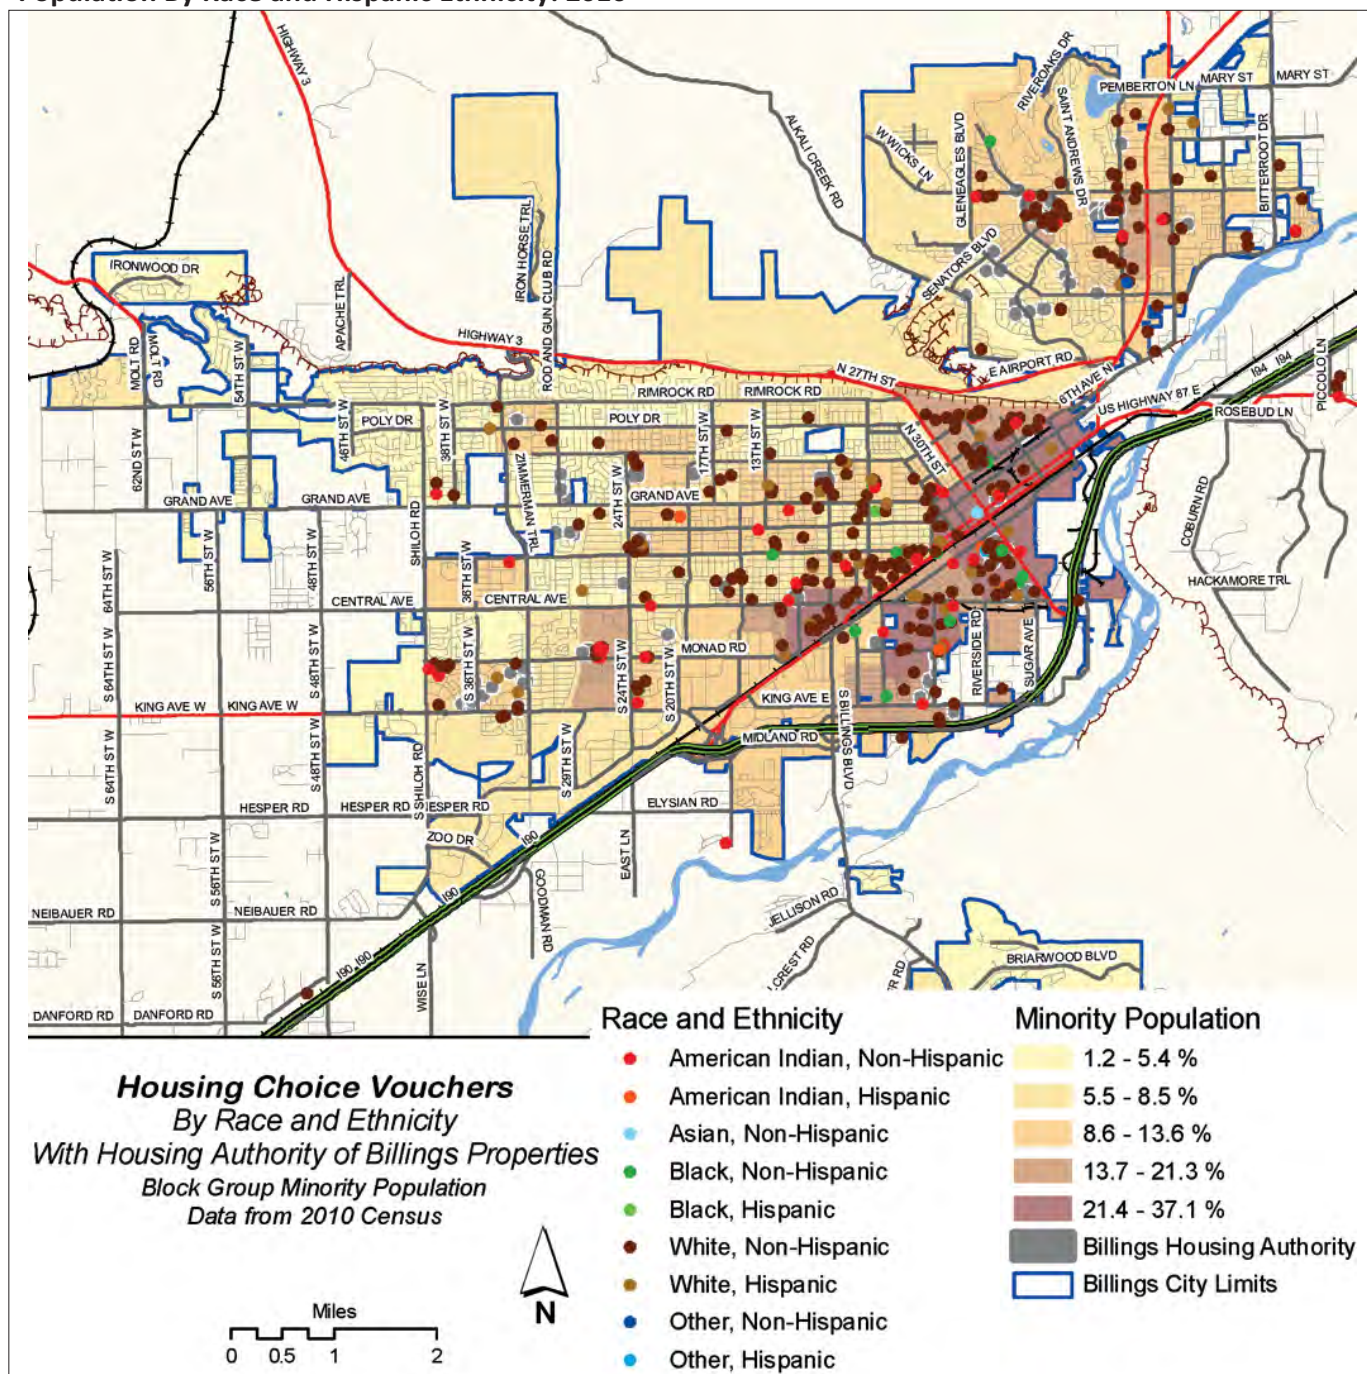 Population By Race and Hispanic Ethnicity: 2010
HIGHWAY 3
RIVEROAKS DR
MARY ST
MARY ST
PEMBERTON LN
SAINT ANDREWS DR
GLENEAGLES BLVD
BITTERROOT DR
ALKALI CREEK RD
W WICKS LN
IRON HORSE TRL
ROD AND GUN CLUB RD
SENATORS BLVD
IRONWOOD DR
APACHE TRL
MOLT RD
MOLT RD
54TH ST W
HIGHWAY 3
N 27TH ST
E AIRPORT RD
6TH AVE N
I94
I94
PICCOLO LN
US HIGHWAY 87 E
ROSEBUD LN
RIMROCK RD
RIMROCK RD
62ND ST W
46TH ST W
POLY DR
38TH ST W
POLY DR
17TH ST W
13TH ST W
N 30TH ST
ZIMMERMAN TRL
24TH ST W
GRAND AVE
GRAND AVE
GRAND AVE
SHILOH RD
COBURN RD
64TH ST W
56TH ST W
48TH ST W
36TH ST W
HACKAMORE TRL
CENTRAL AVE
CENTRAL AVE
MONAD RD
RIVERSIDE RD
SUGAR AVE
S 64TH ST W
S 48TH ST W
S 36TH ST W
S 24TH ST W
S 20TH ST W
KING AVE W
KING AVE W
KING AVE E
S BILLINGS BLVD
MIDLAND RD
S 64TH ST W
S 48TH ST W
S SHILOH RD
S 29TH ST W
HESPER RD
HESPER RD
HESPER RD
ELYSIAN RD
ZOO DR
EAST LN
I90
I90
S 56TH ST W
GOODMAN RD
NEIBAUER RD
NEIBAUER RD
JELLISON RD
S 56TH ST W
I90
I90
WISE LN
HILLCREST RD
BRIARWOOD BLVD
DANFORD RD
DANFORD RD
Race and Ethnicity
American Indian, Non-Hispanic
American Indian, Hispanic
Asian, Non-Hispanic
Black, Non-Hispanic
Black, Hispanic
White, Non-Hispanic
White, Hispanic
Other, Non-Hispanic
Other, Hispanic
Minority Population
1.2 - 5.4 %
5.5 - 8.5 %
8.6 - 13.6 %
13.7 - 21.3 %
21.4 - 37.1 %
Billings Housing Authority
Billings City Limits
Housing Choice Vouchers
By Race and Ethnicity
With Housing Authority of Billings Properties
Block Group Minority Population
Data from 2010 Census
N
Miles
0 0.5 1 2